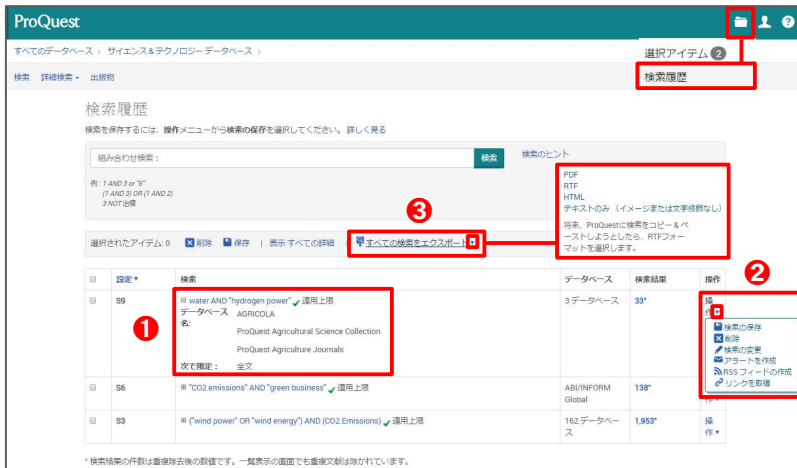 ProQuest
すべてのデータベース › サイエンス&テクノロジーデータベース ›
選択アイテム 2
検索履歴
検索 詳細検索 出版物
検索履歴
検索を保存するには、操作メニューから検索の保存を選択してください。 詳しく見る
組み合わせ検索：
検索
検索のヒント
例: 1 AND 3 or "6"
(1 AND 3) OR (1 AND 2)
3 NOT 治療
PDF
RTF
HTML
テキストのみ （イメージまたは文字修飾なし）
将来、ProQuestに検索をコピー＆ペ
ーストしようとしたら、RTFフォー
マットを選択します。
❸
選択されたアイテム: 0 削除 保存 | 表示 すべての詳細 | すべての検索をエクスポート
設定 検索 データベース 検索結果 操作
❶
❷
S9 water AND "hydrogen power" 適用上限 3 データベース 33* 操
作
データベース AGRICOLA
名:
ProQuest Agricultural Science Collection
ProQuest Agriculture Journals
次で限定： 全文
検索の保存
削除
検索の変更
アラートを作成
RSS フィードの作成
リンクを取得
S6 "CO2 emissions" AND "green business" 適用上限 ABI/INFORM 138*
Global 作
S3 ("wind power" OR "wind energy") AND (CO2 Emissions) 適用上限 162 データベー 1,953* 操
ス 作
* 検索結果の件数は重複除去後の数値です。一覧表示の画面でも重複文献は除かれています。